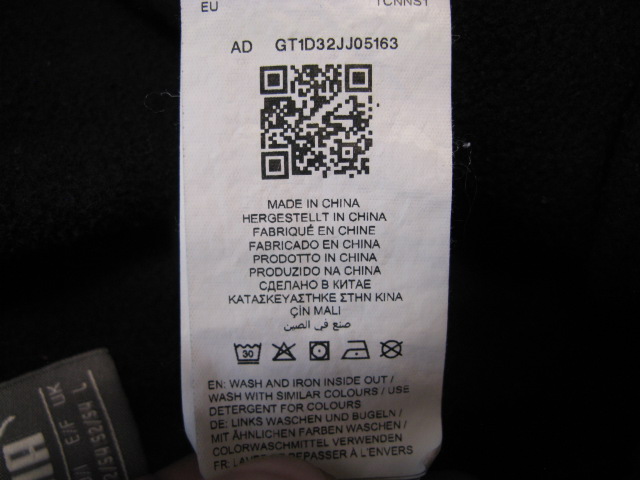 EU
AD GT1D32JJ05163
MADE IN CHINA
HERGESTELLT IN CHINA
FABRIQUÉ EN CHINE
FABRICADO EN CHINA
PRODOTTO IN CHINA
PRODUZIDO NA CHINA
СДЕЛАНО В КИТАЕ
ΚΑΤΑΣΚΕΥΑΣΤΗΚΕ ΣΤΗΝ ΚΙΝΑ
ÇİN MALI
صنع في الصين
30
EN: WASH AND IRON INSIDE OUT /
WASH WITH SIMILAR COLOURS / USE
DETERGENT FOR COLOURS
DE: LINKS WASCHEN UND BÜGELN /
MIT ÄHNLICHEN FARBEN WASCHEN /
COLORWASCHMITTEL VERWENDEN
FR: LAVER ET REPASSER À L'ENVERS
UK L
E/F 52/54